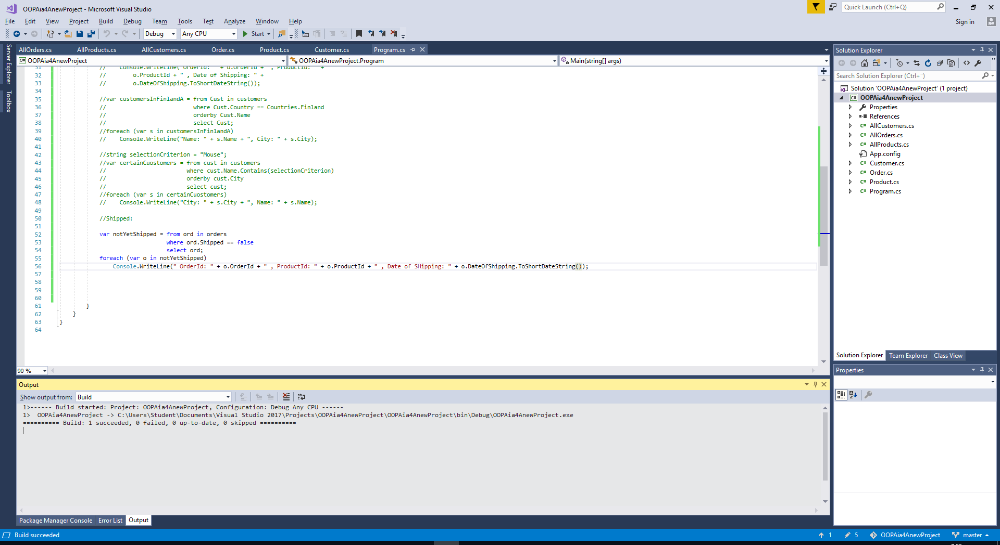 OOPAia4AnewProject - Microsoft Visual Studio
Quick Launch (Ctrl+Q)
File Edit View Project Build Debug Team Tools Test Analyze Window Help
Sign in
Debug Any CPU Start
Server Explorer
Toolbox
AllOrders.cs AllProducts.cs AllCustomers.cs Order.cs Product.cs Customer.cs Program.cs
C# OOPAia4AnewProject OOPAia4AnewProject.Program Main(string[] args)
31 // Console.WriteLine(" OrderId: " + o.OrderId + " , ProductId: " +
32 // o.ProductId + " , Date of Shipping: " +
33 // o.DateOfShipping.ToShortDateString());
34
35 //var customersInFinlandA = from Cust in customers
36 // where Cust.Country == Countries.Finland
37 // orderby Cust.Name
38 // select Cust;
39 //foreach (var s in customersInFinlandA)
40 // Console.WriteLine("Name: " + s.Name + ", City: " + s.City);
41
42 //string selectionCriterion = "Mouse";
43 //var certainCuostomers = from cust in customers
44 // where cust.Name.Contains(selectionCriterion)
45 // orderby cust.City
46 // select cust;
47 //foreach (var s in certainCuostomers)
48 // Console.WriteLine("City: " + s.City + ", Name: " + s.Name);
49
50 //Shipped:
51
52 var notYetShipped = from ord in orders
53 where ord.Shipped == false
54 select ord;
55 foreach (var o in notYetShipped)
56 Console.WriteLine(" OrderId: " + o.OrderId + " , ProductId: " + o.ProductId + " , Date of SHipping: " + o.DateOfShipping.ToShortDateString());
57
58
59
60
61 }
62 }
63 }
64
90 %
Output
Show output from: Build
1>------ Build started: Project: OOPAia4AnewProject, Configuration: Debug Any CPU ------
1> OOPAia4AnewProject -> C:\Users\Student\Documents\Visual Studio 2017\Projects\OOPAia4AnewProject\OOPAia4AnewProject\bin\Debug\OOPAia4AnewProject.exe
========== Build: 1 succeeded, 0 failed, 0 up-to-date, 0 skipped ==========
Package Manager Console Error List Output
Solution Explorer
Search Solution Explorer (Ctrl+¨)
Solution 'OOPAia4AnewProject' (1 project)
C# OOPAia4AnewProject
Properties
References
C# AllCustomers.cs
C# AllOrders.cs
C# AllProducts.cs
App.config
C# Customer.cs
C# Order.cs
C# Product.cs
C# Program.cs
Solution Explorer Team Explorer Class View
Properties
Build succeeded 1 5 OOPAia4AnewProject master